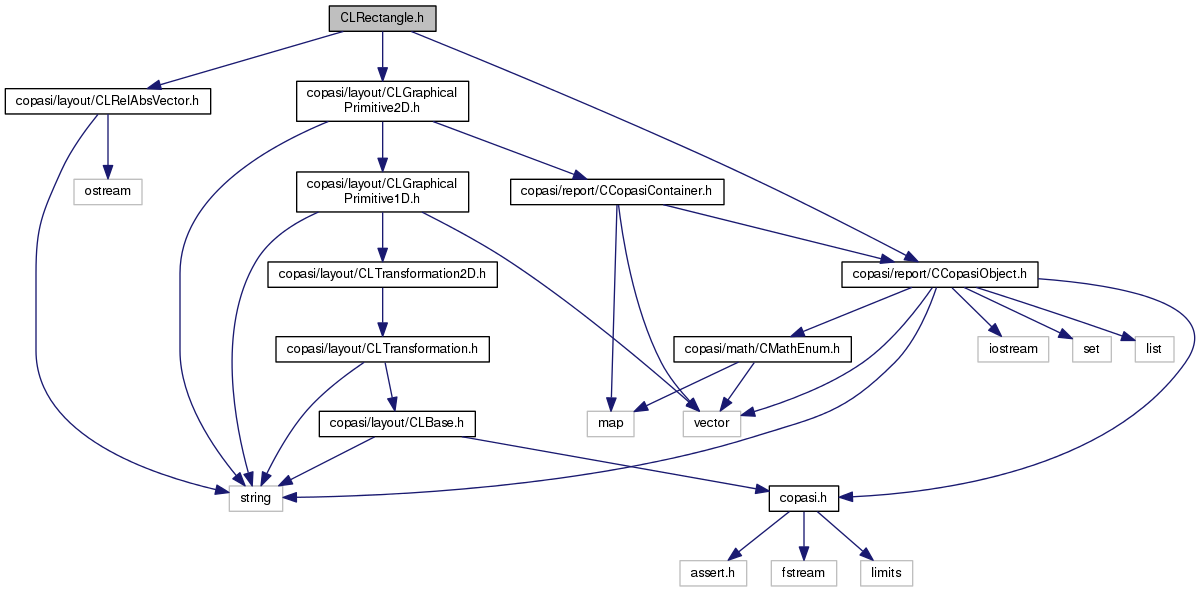 CLRectangle.h
copasi/layout/CLRelAbsVector.h
copasi/layout/CLGraphical
Primitive2D.h
ostream
copasi/layout/CLGraphical
Primitive1D.h
copasi/report/CCopasiContainer.h
copasi/layout/CLTransformation2D.h
copasi/report/CCopasiObject.h
copasi/layout/CLTransformation.h
copasi/math/CMathEnum.h
iostream
set
list
copasi/layout/CLBase.h
map
vector
string
copasi.h
assert.h
fstream
limits